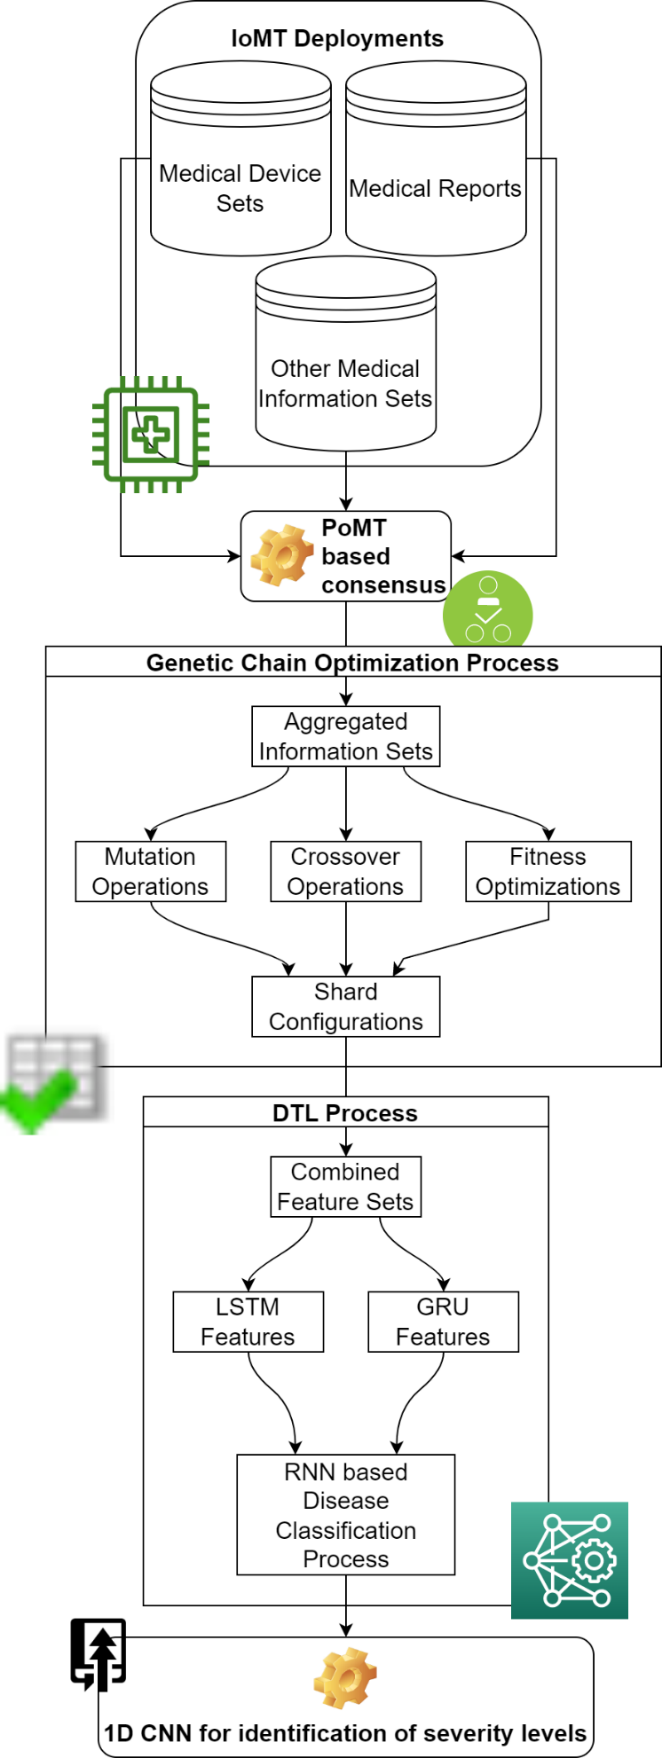 IoMT Deployments
Medical Device
Sets
Medical Reports
Other Medical
Information Sets
PoMT
based
consensus
Genetic Chain Optimization Process
Aggregated
Information Sets
Mutation
Operations
Crossover
Operations
Fitness
Optimizations
Shard
Configurations
DTL Process
Combined
Feature Sets
LSTM
Features
GRU
Features
RNN based
Disease
Classification
Process
1D CNN for identification of severity levels